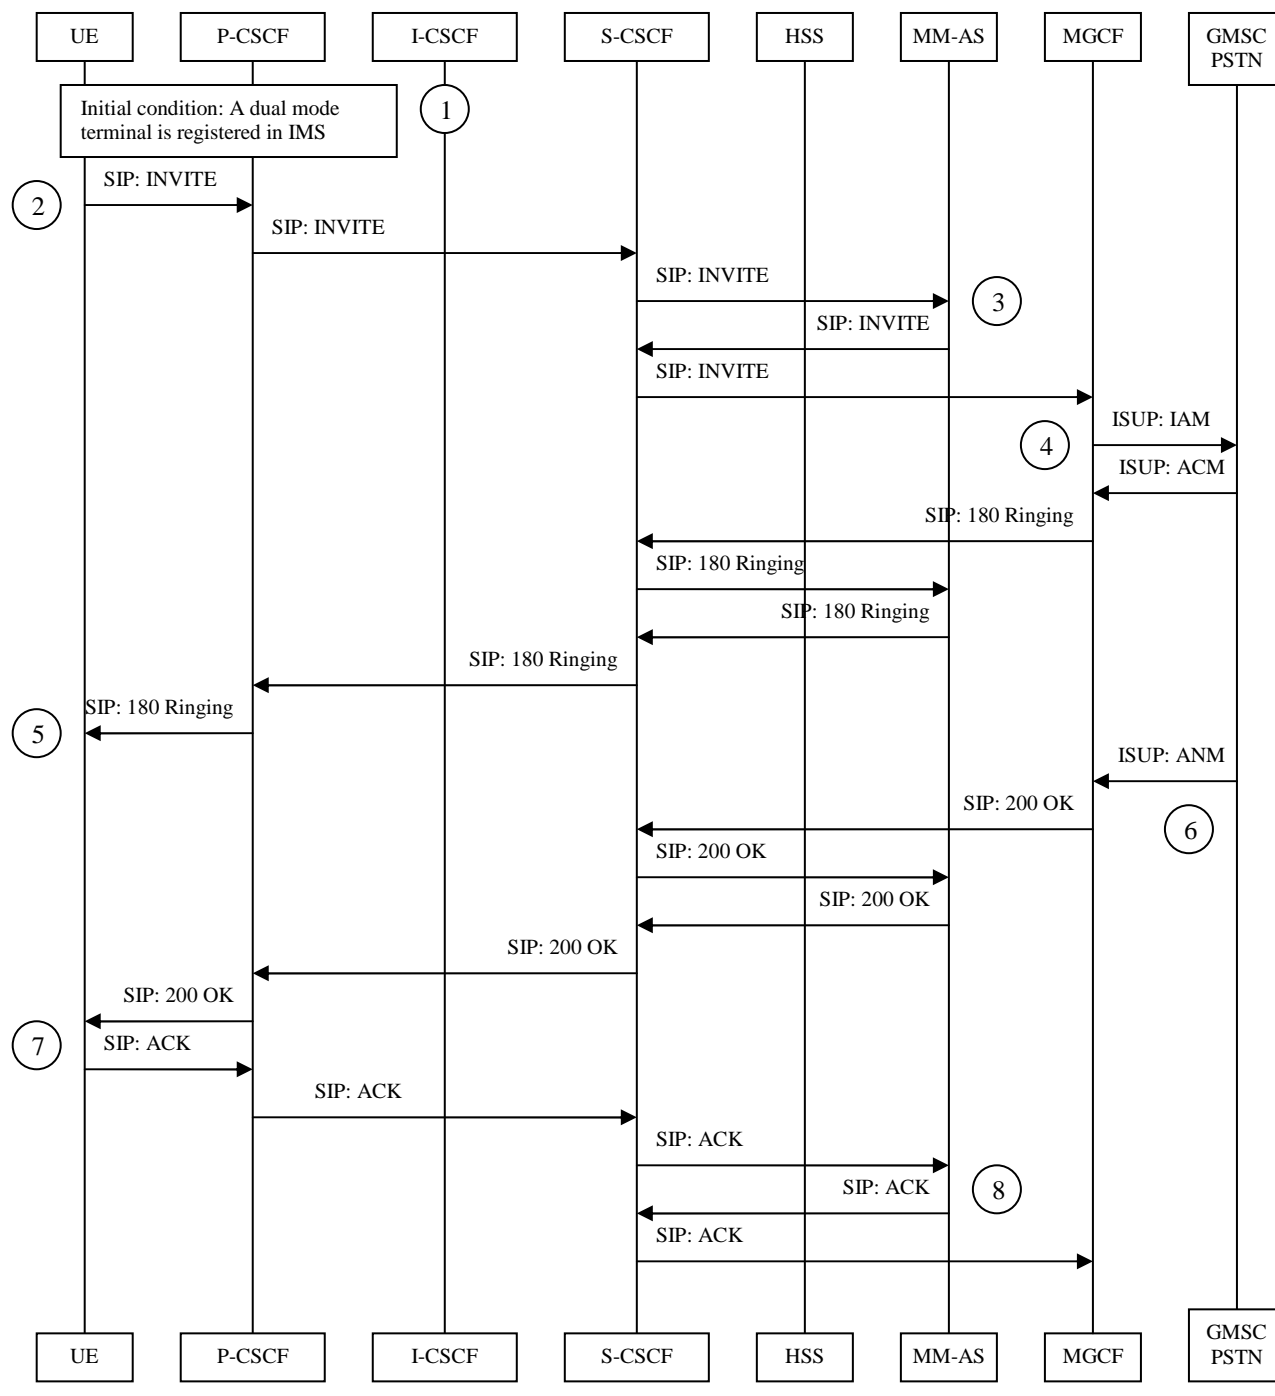 UE
P-CSCF
I-CSCF
S-CSCF
HSS
MM-AS
MGCF
GMSC
PSTN
Initial condition: A dual mode
terminal is registered in IMS
1
SIP: INVITE
2
SIP: INVITE
SIP: INVITE
3
SIP: INVITE
SIP: INVITE
ISUP: IAM
4
ISUP: ACM
SIP: 180 Ringing
SIP: 180 Ringing
SIP: 180 Ringing
SIP: 180 Ringing
SIP: 180 Ringing
5
ISUP: ANM
SIP: 200 OK
6
SIP: 200 OK
SIP: 200 OK
SIP: 200 OK
SIP: 200 OK
7
SIP: ACK
SIP: ACK
SIP: ACK
SIP: ACK
8
SIP: ACK
UE
P-CSCF
I-CSCF
S-CSCF
HSS
MM-AS
MGCF
GMSC
PSTN